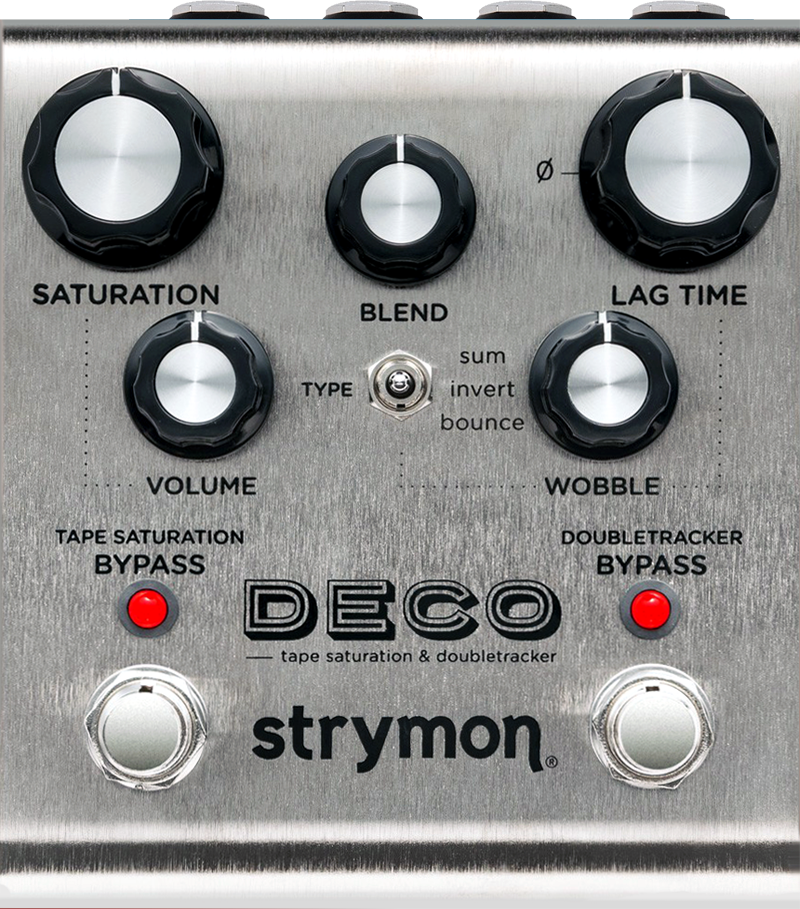 Ø
SATURATION
BLEND
LAG TIME
TYPE
sum
invert
bounce
VOLUME
WOBBLE
TAPE SATURATION
BYPASS
DOUBLETRACKER
BYPASS
DECO
tape saturation & doubletracker
strymon®